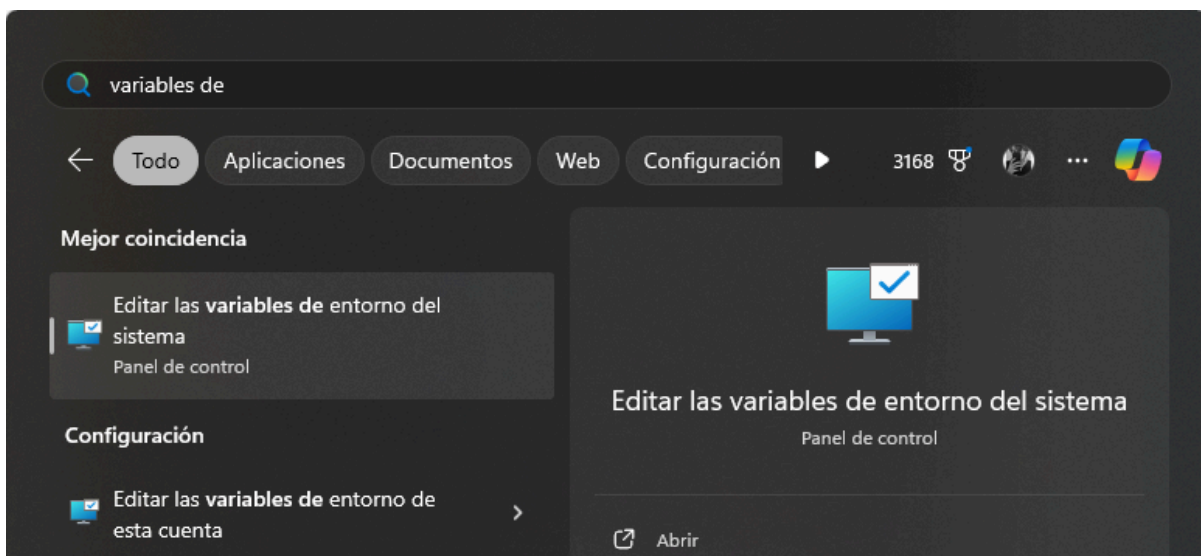 variables de
Todo Aplicaciones Documentos Web Configuración 3168
Mejor coincidencia
Editar las variables de entorno del
sistema
Panel de control
Configuración
Editar las variables de entorno de
esta cuenta
Editar las variables de entorno del sistema
Panel de control
Abrir